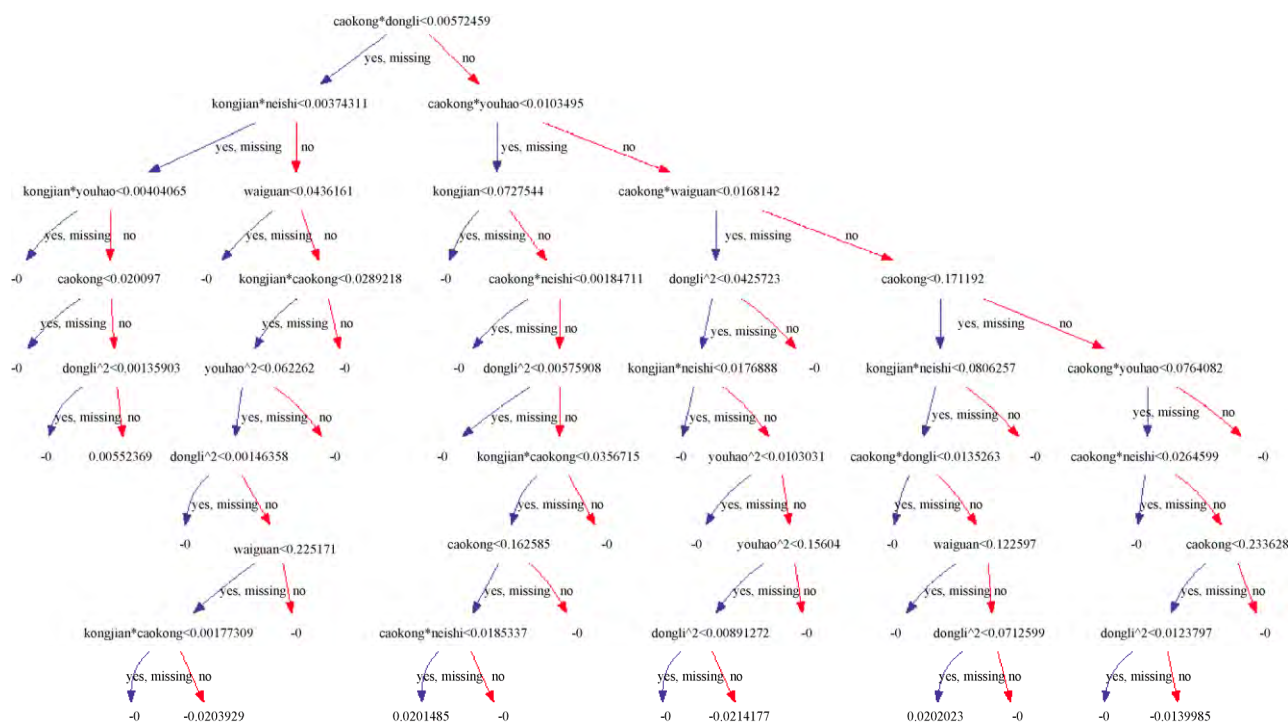 caokong*dongli<0.00572459
yes, missing no
kongjian*neishi<0.00374311 caokong*youhao<0.0103495
yes, missing no yes, missing no
kongjian*youhao<0.00404065 waiguan<0.0436161 kongjian<0.0727544 caokong*waiguan<0.0168142
yes, missing no yes, missing no yes, missing no yes, missing no
-0 caokong<0.020097 -0 kongjian*caokong<0.0289218 -0 caokong*neishi<0.00184711 dongli^2<0.0425723 caokong<0.171192
yes, missing no yes, missing no yes, missing no yes, missing no yes, missing no
-0 dongli^2<0.00135903 youhao^2<0.062262 -0 -0 dongli^2<0.00575908 kongjian*neishi<0.0176888 -0 kongjian*neishi<0.0806257 caokong*youhao<0.0764082
yes, missing no yes, missing no yes, missing no yes, missing no yes, missing no yes, missing no
-0 0.00552369 dongli^2<0.00146358 -0 -0 kongjian*caokong<0.0356715 -0 youhao^2<0.0103031 caokong*dongli<0.0135263 -0 caokong*neishi<0.0264599 -0
yes, missing no yes, missing no yes, missing no yes, missing no yes, missing no
-0 waiguan<0.225171 caokong<0.162585 -0 -0 youhao^2<0.15604 -0 waiguan<0.122597 -0 caokong<0.233628
yes, missing no yes, missing no yes, missing no yes, missing no yes, missing no
kongjian*caokong<0.00177309 -0 caokong*neishi<0.0185337 -0 dongli^2<0.00891272 -0 -0 dongli^2<0.0712599 dongli^2<0.0123797 -0
yes, missing no yes, missing no yes, missing no yes, missing no yes, missing no
-0 -0.0203929 0.0201485 -0 -0 -0.0214177 0.0202023 -0 -0 -0.0139985